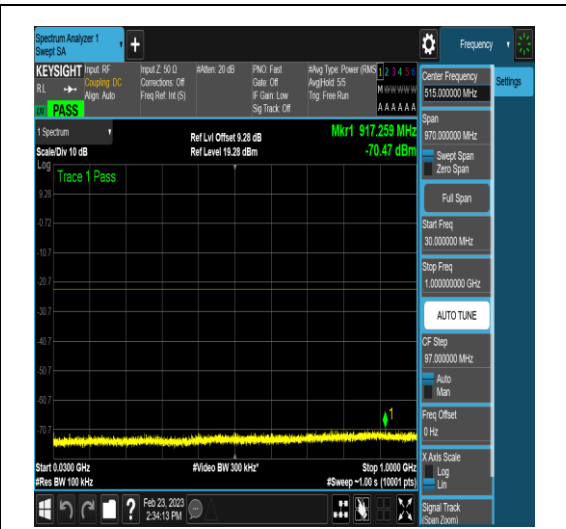 Spectrum Analyzer 1
Swept SA
Frequency
KEYSIGHT
RL
Input: RF
Coupling: DC
Align: Auto
Input Z: 50 Ω
Corrections: Off
Freq Ref: Int (S)
#Atten: 20 dB
PNO: Fast
Gate: Off
IF Gain: Low
Sig Track: Off
#Avg Type: Power (RMS
Avg|Hold: 5/5
Trig: Free Run
1 2 3 4 5 6
M W W W W W
A A A A A A
PASS
1 Spectrum
Scale/Div 10 dB
Ref Lvl Offset 9.28 dB
Ref Level 19.28 dBm
Mkr1 917.259 MHz
-70.47 dBm
Log
Trace 1 Pass
9.28
-0.72
-10.7
-20.7
-30.7
-40.7
-50.7
-60.7
-70.7
1
Start 0.0300 GHz
#Res BW 100 kHz
#Video BW 300 kHz*
Stop 1.0000 GHz
#Sweep ~1.00 s (10001 pts)
Feb 23, 2023
2:34:13 PM
Center Frequency
515.000000 MHz
Settings
Span
970.000000 MHz
Swept Span
Zero Span
Full Span
Start Freq
30.000000 MHz
Stop Freq
1.000000000 GHz
AUTO TUNE
CF Step
97.000000 MHz
Auto
Man
Freq Offset
0 Hz
X Axis Scale
Log
Lin
Signal Track
(Span Zoom)